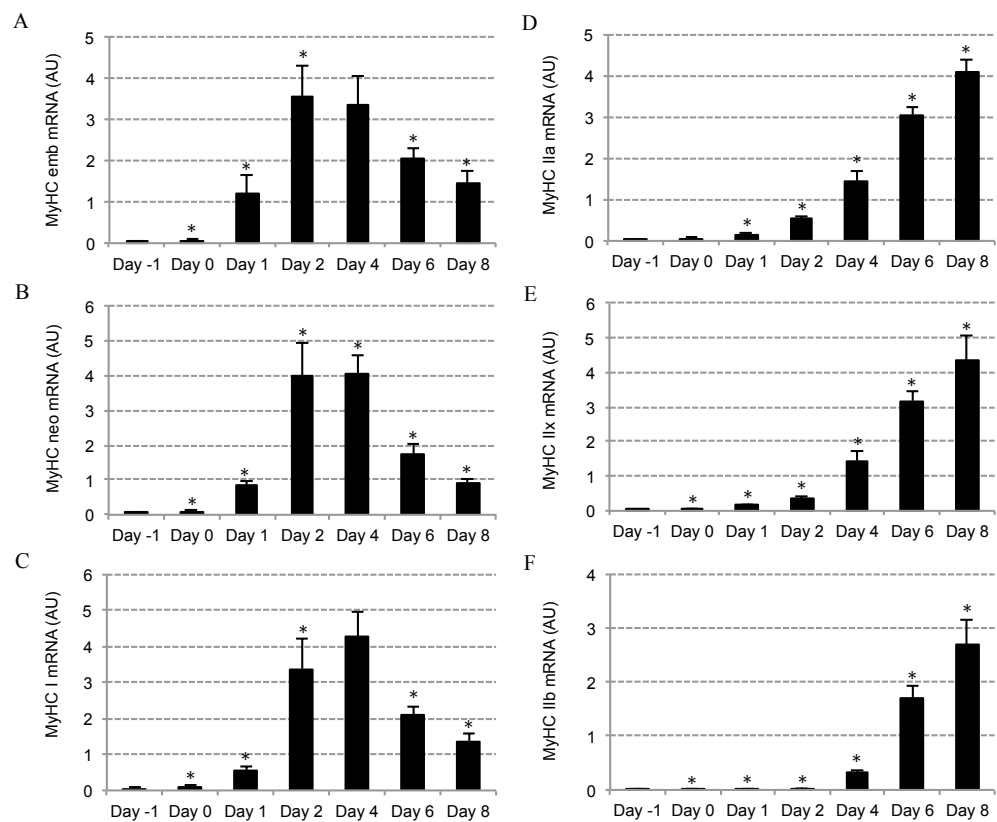 A
MyHC emb mRNA (AU)
5
4
3
2
1
0
* * * * *
Day -1 Day 0 Day 1 Day 2 Day 4 Day 6 Day 8
B
MyHC neo mRNA (AU)
6
5
4
3
2
1
0
* * * * * *
Day -1 Day 0 Day 1 Day 2 Day 4 Day 6 Day 8
C
MyHC I mRNA (AU)
6
5
4
3
2
1
0
* * * * *
Day -1 Day 0 Day 1 Day 2 Day 4 Day 6 Day 8
D
MyHC IIa mRNA (AU)
5
4
3
2
1
0
* * * * *
Day -1 Day 0 Day 1 Day 2 Day 4 Day 6 Day 8
E
MyHC IIx mRNA (AU)
6
5
4
3
2
1
0
* * * * * *
Day -1 Day 0 Day 1 Day 2 Day 4 Day 6 Day 8
F
MyHC IIb mRNA (AU)
4
3
2
1
0
* * * * * *
Day -1 Day 0 Day 1 Day 2 Day 4 Day 6 Day 8